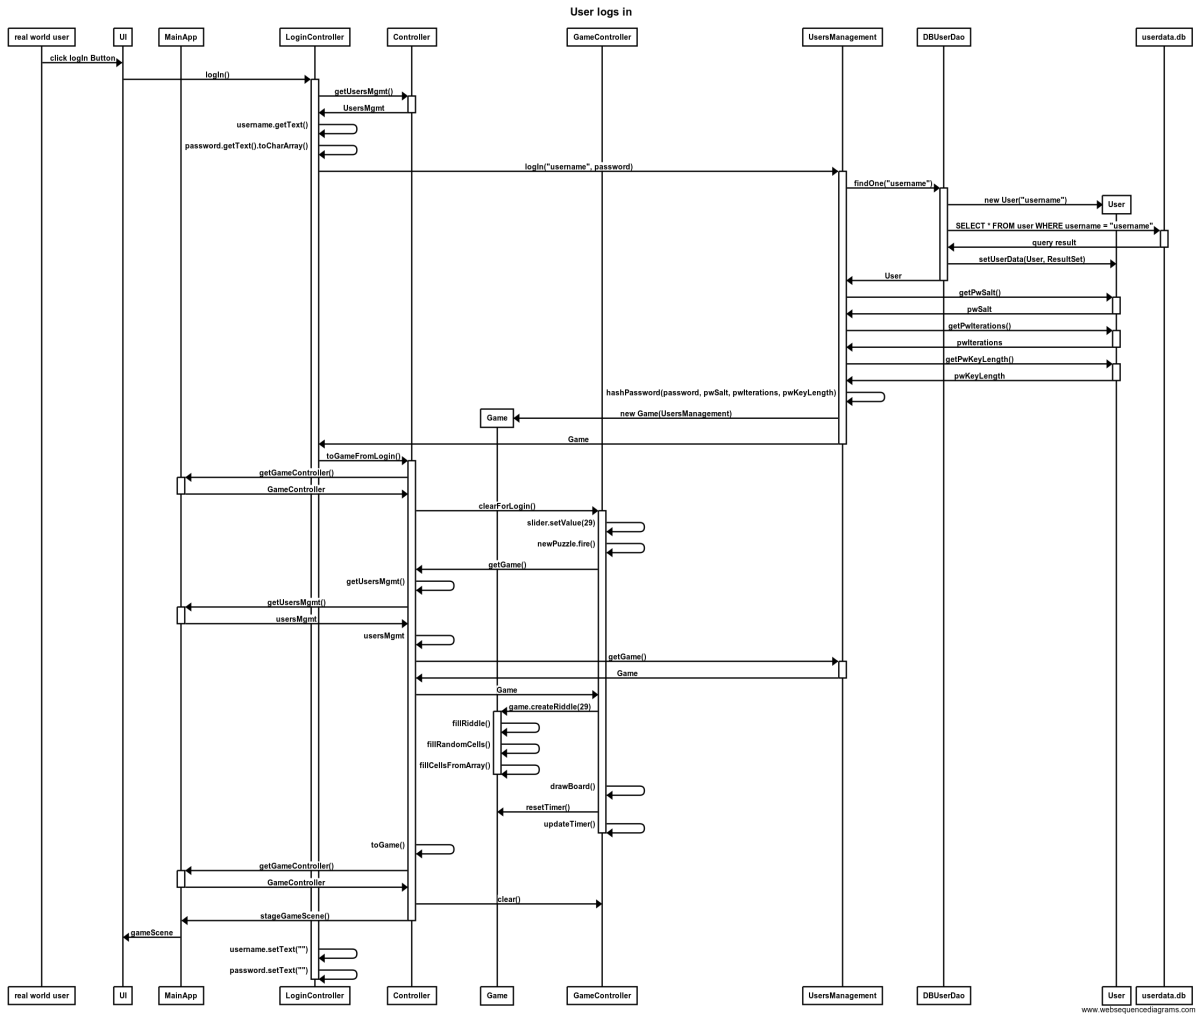 User logs in
real world user
UI
MainApp
LoginController
Controller
GameController
UsersManagement
DBUserDao
userdata.db
click logIn Button
logIn()
getUsersMgmt()
UsersMgmt
username.getText()
password.getText().toCharArray()
logIn("username", password)
findOne("username")
new User("username")
User
SELECT * FROM user WHERE username = "username"
query result
setUserData(User, ResultSet)
User
getPwSalt()
pwSalt
getPwIterations()
pwIterations
getPwKeyLength()
pwKeyLength
hashPassword(password, pwSalt, pwIterations, pwKeyLength)
Game
new Game(UsersManagement)
Game
toGameFromLogin()
getGameController()
GameController
clearForLogin()
slider.setValue(29)
newPuzzle.fire()
getGame()
getUsersMgmt()
getUsersMgmt()
usersMgmt
usersMgmt
getGame()
Game
Game
game.createRiddle(29)
fillRiddle()
fillRandomCells()
fillCellsFromArray()
drawBoard()
resetTimer()
updateTimer()
toGame()
getGameController()
GameController
clear()
stageGameScene()
gameScene
username.setText("")
password.setText("")
real world user
UI
MainApp
LoginController
Controller
Game
GameController
UsersManagement
DBUserDao
User
userdata.db
www.websequencediagrams.com